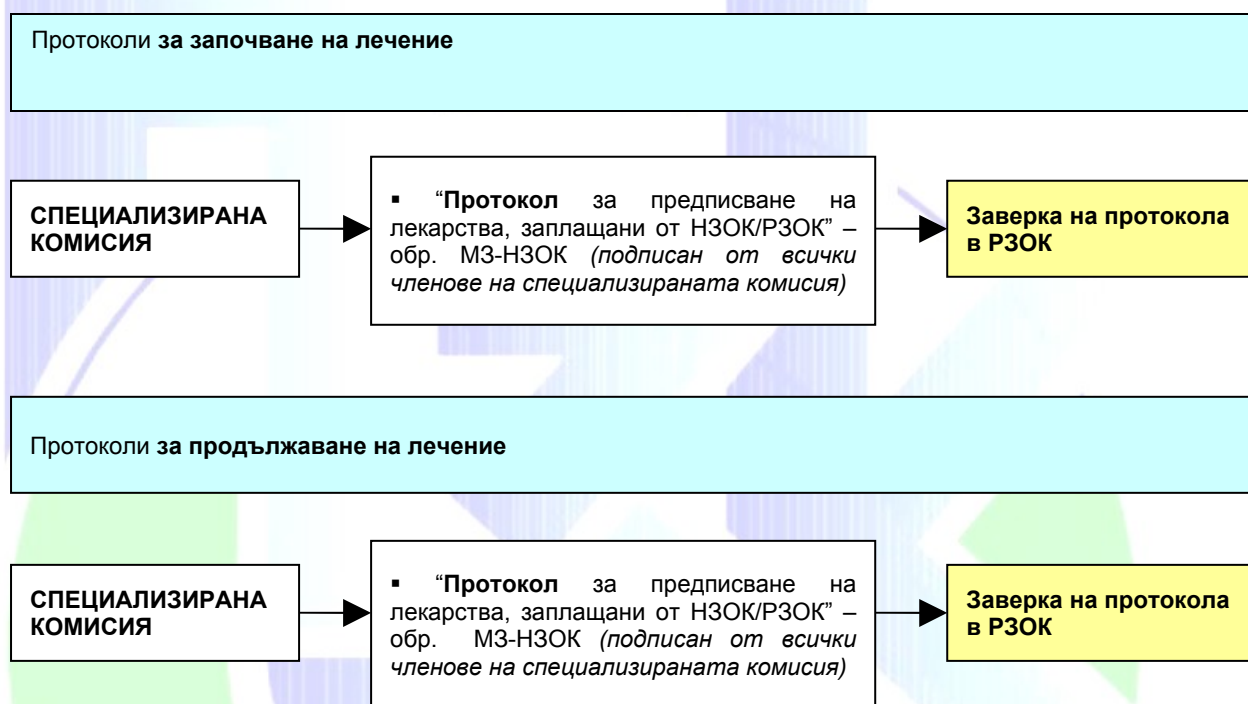 Протоколи за започване на лечение
СПЕЦИАЛИЗИРАНА
КОМИСИЯ
▪ “Протокол за предписване на
лекарства, заплащани от НЗОК/РЗОК” –
обр. МЗ-НЗОК (подписан от всички
членове на специализираната комисия)
Заверка на протокола
в РЗОК
Протоколи за продължаване на лечение
СПЕЦИАЛИЗИРАНА
КОМИСИЯ
▪ “Протокол за предписване на
лекарства, заплащани от НЗОК/РЗОК” –
обр. МЗ-НЗОК (подписан от всички
членове на специализираната комисия)
Заверка на протокола
в РЗОК